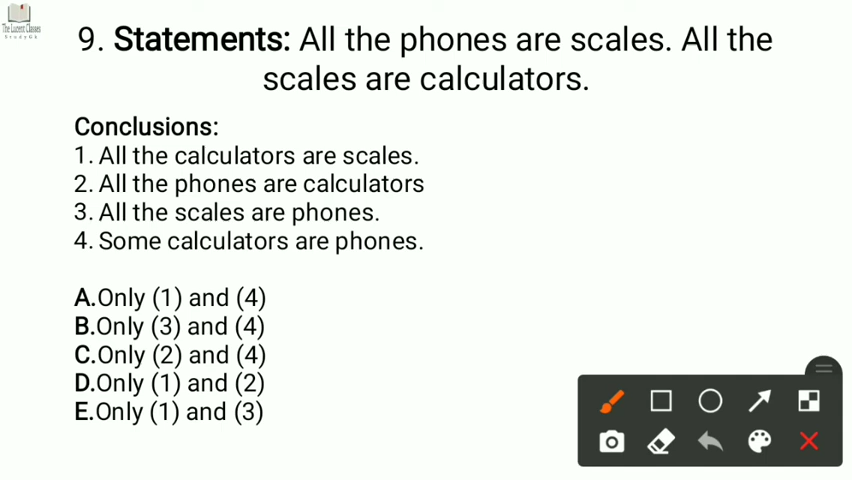 The Lucent Classes
StudyGk
9. Statements: All the phones are scales. All the
scales are calculators.
Conclusions:
1. All the calculators are scales.
2. All the phones are calculators
3. All the scales are phones.
4. Some calculators are phones.
A.Only (1) and (4)
B.Only (3) and (4)
C.Only (2) and (4)
D.Only (1) and (2)
E.Only (1) and (3)